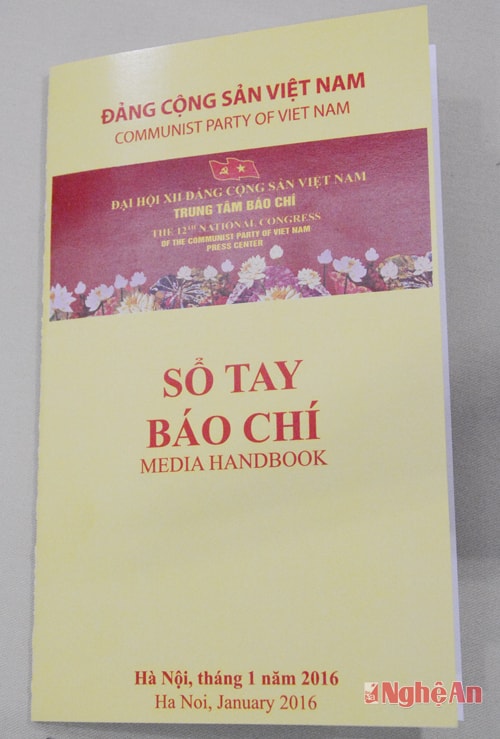 ĐẢNG CỘNG SẢN VIỆT NAM
COMMUNIST PARTY OF VIET NAM
ĐẠI HỘI XII ĐẢNG CỘNG SẢN VIỆT NAM
TRUNG TÂM BÁO CHÍ
THE 12TH NATIONAL CONGRESS
OF THE COMMUNIST PARTY OF VIET NAM
PRESS CENTER
SỔ TAY
BÁO CHÍ
MEDIA HANDBOOK
Hà Nội, tháng 1 năm 2016
Ha Noi, January 2016
Nghệ An